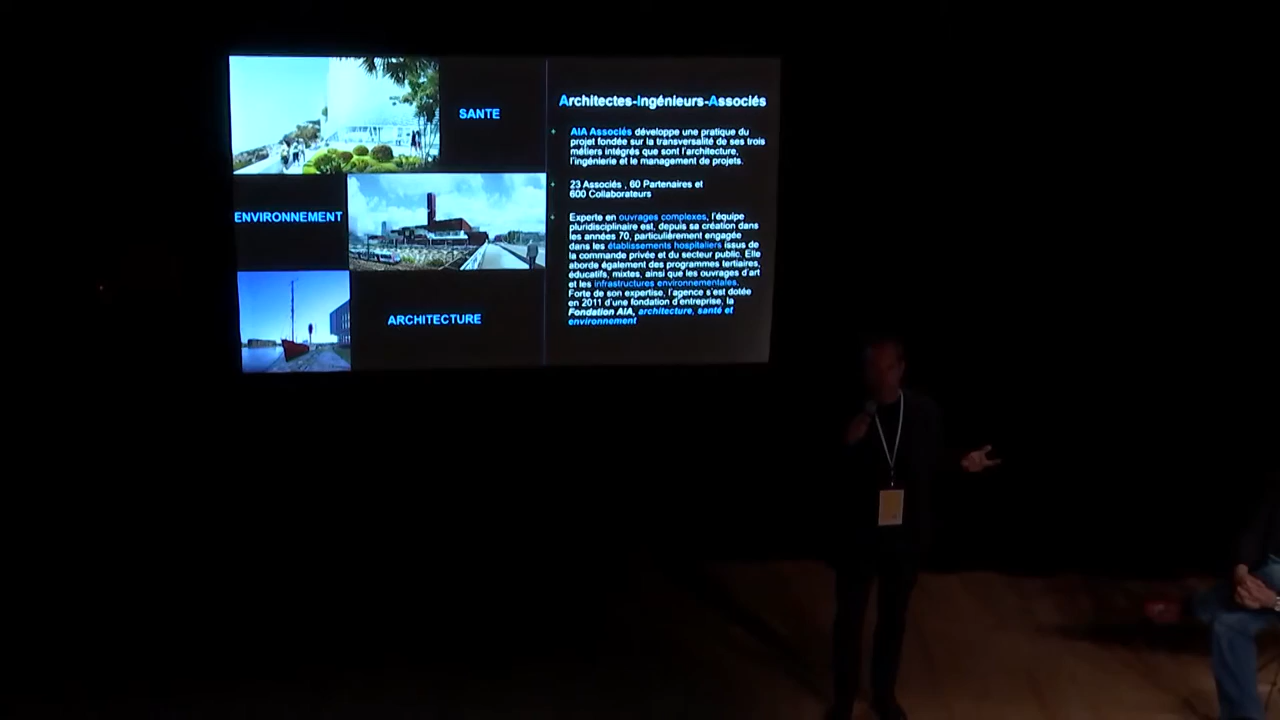 SANTE
ENVIRONNEMENT
ARCHITECTURE
Architectes-Ingénieurs-Associés
AIA Associés développe une pratique du
projet fondée sur la transversalité de ses trois
métiers intégrés que sont l'architecture,
l'ingénierie et le management de projets.
23 Associés , 60 Partenaires et
600 Collaborateurs
Experte en ouvrages complexes, l'équipe
pluridisciplinaire est, depuis sa création dans
les années 70, particulièrement engagée
dans les établissements hospitaliers issus de
la commande privée et du secteur public. Elle
aborde également des programmes tertiaires,
éducatifs, mixtes, ainsi que les ouvrages d'art
et les infrastructures environnementales.
Forte de son expertise, l'agence s'est dotée
en 2011 d'une fondation d'entreprise, la
Fondation AIA, architecture, santé et
environnement